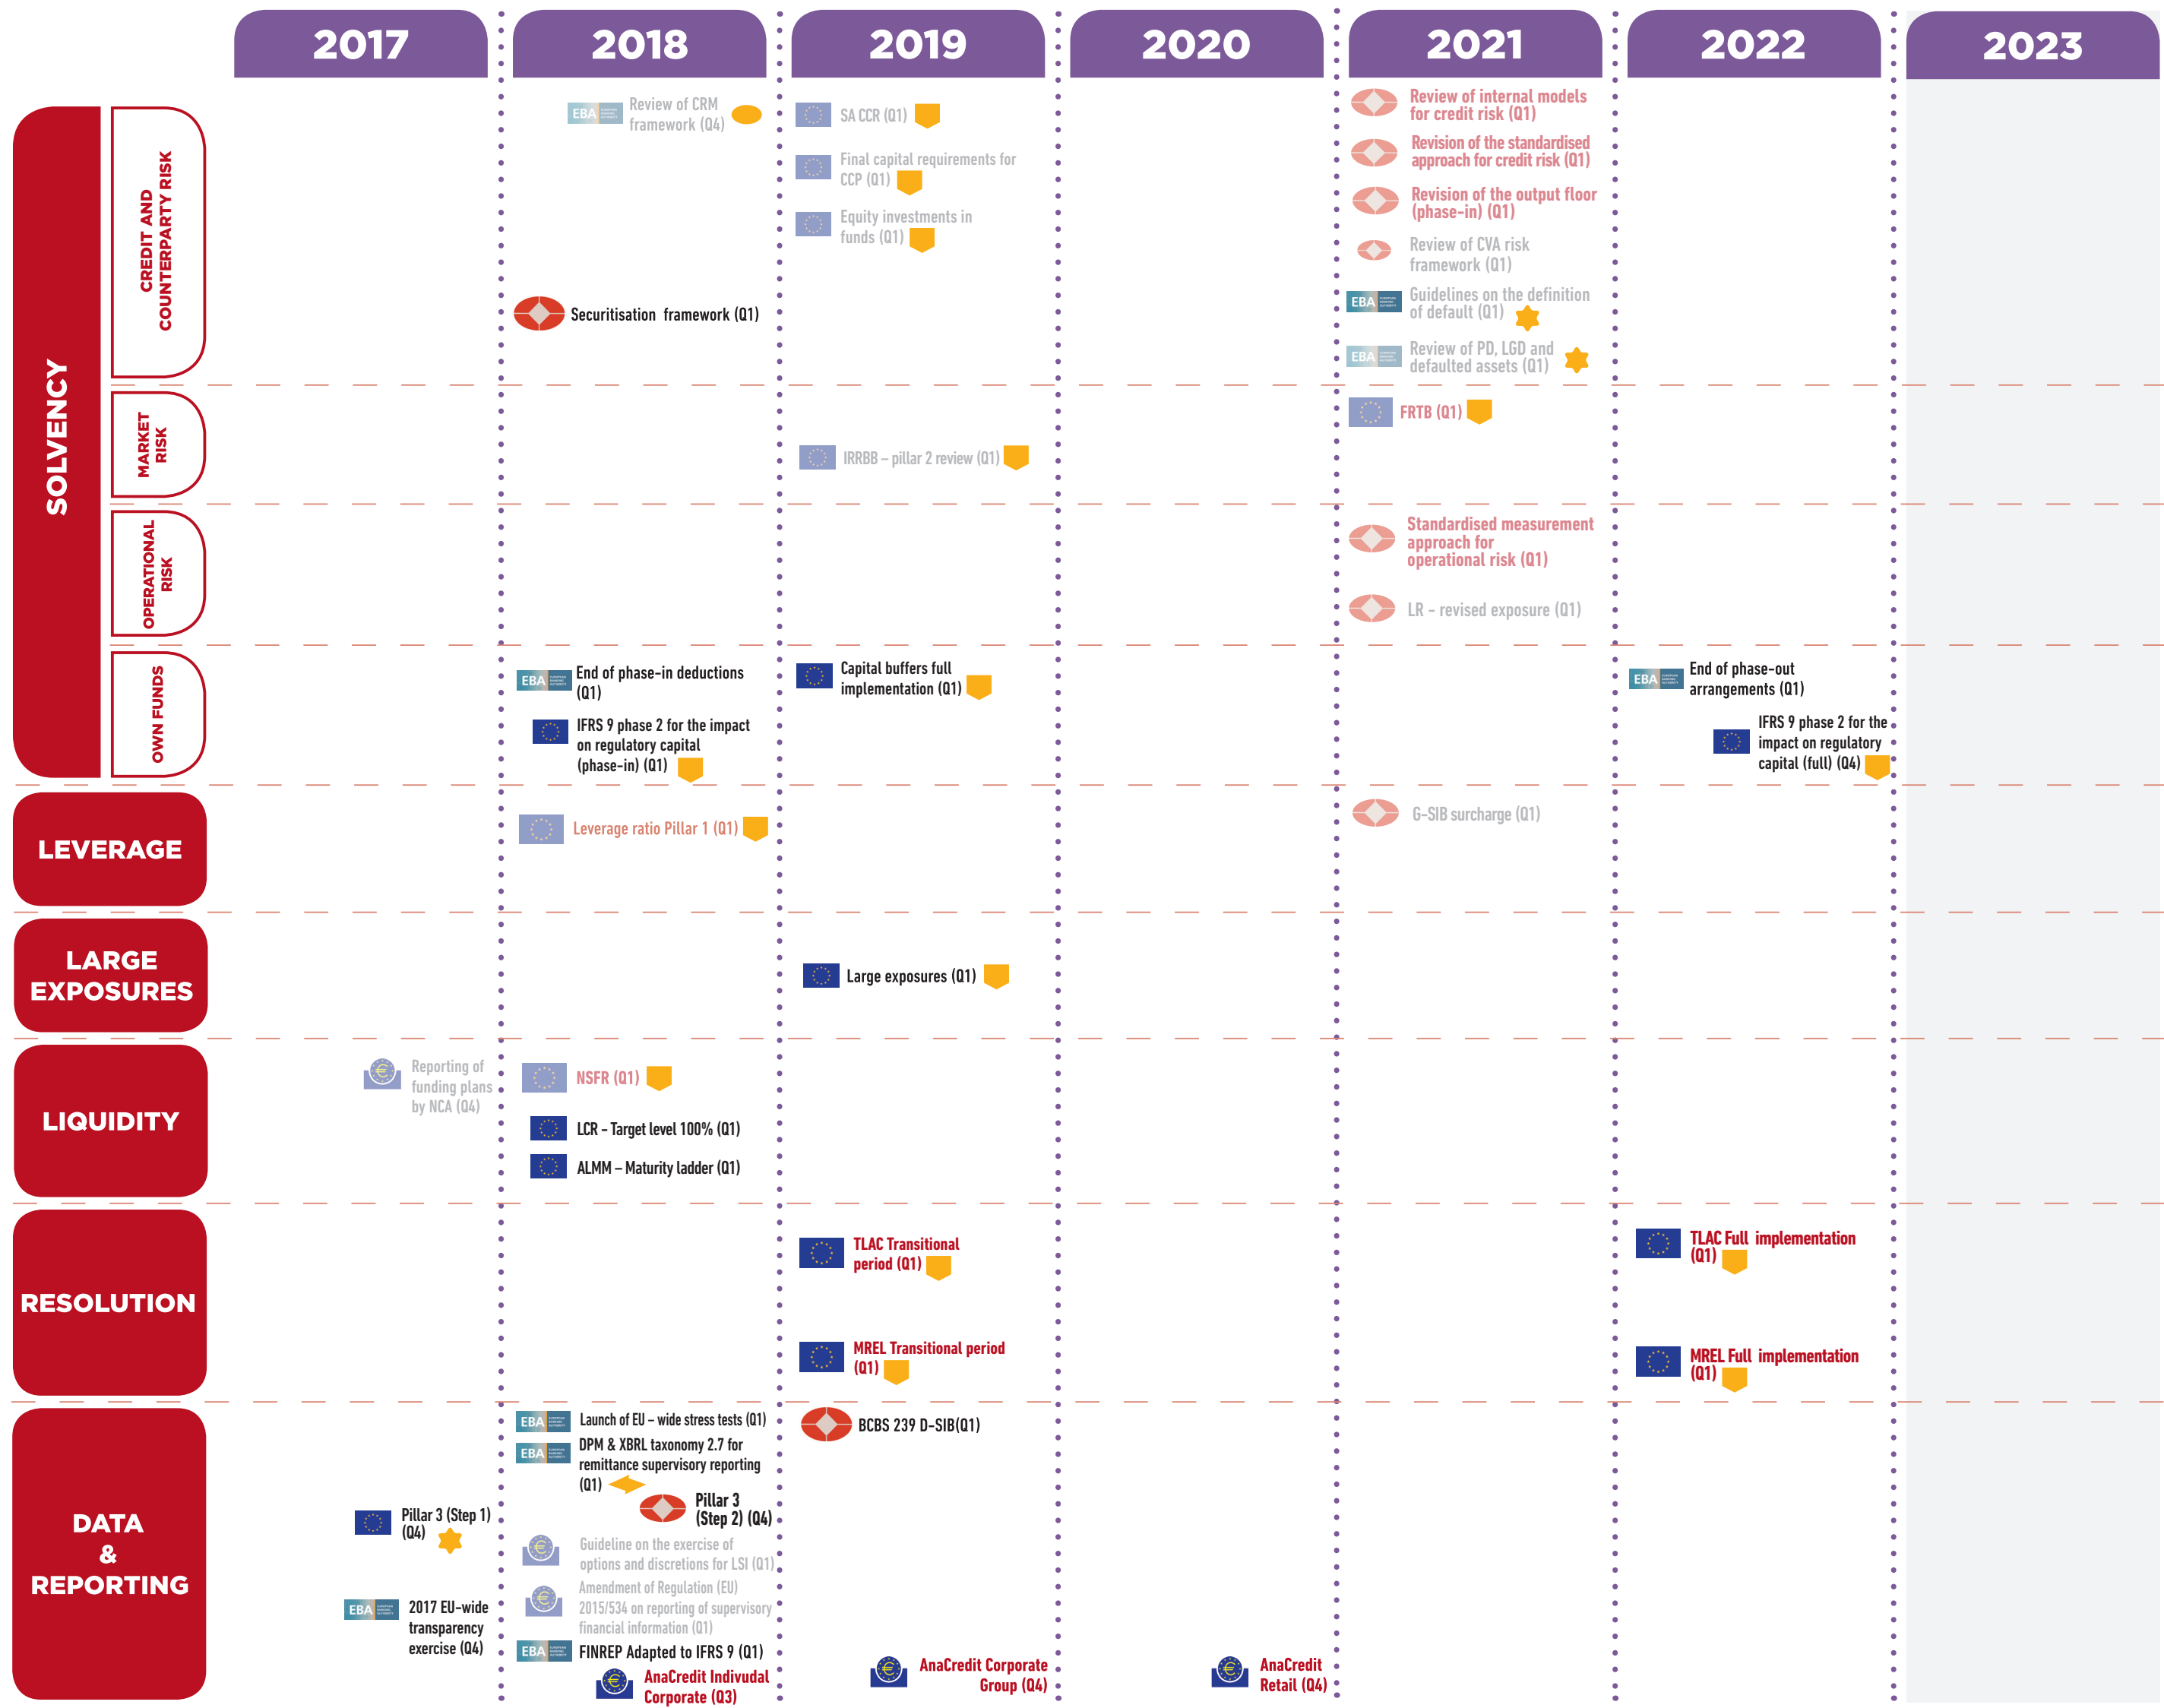 2017
2018
2019
2020
2021
2022
2023
SOLVENCY
CREDIT AND
COUNTERPARTY RISK
EBA
Review of CRM
framework (Q4)
Securitisation framework (Q1)
SA CCR (Q1)
Final capital requirements for
CCP (Q1)
Equity investments in
funds (Q1)
Review of internal models
for credit risk (Q1)
Revision of the standardised
approach for credit risk (Q1)
Revision of the output floor
(phase-in) (Q1)
Review of CVA risk
framework (Q1)
EBA
Guidelines on the definition
of default (Q1)
EBA
Review of PD, LGD and
defaulted assets (Q1)
MARKET
RISK
IRRBB – pillar 2 review (Q1)
FRTB (Q1)
OPERATIONAL
RISK
Standardised measurement
approach for
operational risk (Q1)
LR - revised exposure (Q1)
OWN FUNDS
EBA
End of phase-in deductions
(Q1)
IFRS 9 phase 2 for the impact
on regulatory capital
(phase-in) (Q1)
Capital buffers full
implementation (Q1)
EBA
End of phase-out
arrangements (Q1)
IFRS 9 phase 2 for the
impact on regulatory
capital (full) (Q4)
LEVERAGE
Leverage ratio Pillar 1 (Q1)
G-SIB surcharge (Q1)
LARGE
EXPOSURES
Large exposures (Q1)
LIQUIDITY
Reporting of
funding plans
by NCA (Q4)
NSFR (Q1)
LCR - Target level 100% (Q1)
ALMM – Maturity ladder (Q1)
RESOLUTION
TLAC Transitional
period (Q1)
MREL Transitional period
(Q1)
TLAC Full implementation
(Q1)
MREL Full implementation
(Q1)
DATA
&
REPORTING
Pillar 3 (Step 1)
(Q4)
EBA
2017 EU-wide
transparency
exercise (Q4)
EBA
Launch of EU – wide stress tests (Q1)
EBA
DPM & XBRL taxonomy 2.7 for
remittance supervisory reporting
(Q1)
Pillar 3
(Step 2) (Q4)
Guideline on the exercise of
options and discretions for LSI (Q1)
Amendment of Regulation (EU)
2015/534 on reporting of supervisory
financial information (Q1)
EBA
FINREP Adapted to IFRS 9 (Q1)
AnaCredit Indivudal
Corporate (Q3)
BCBS 239 D-SIB(Q1)
AnaCredit Corporate
Group (Q4)
AnaCredit
Retail (Q4)